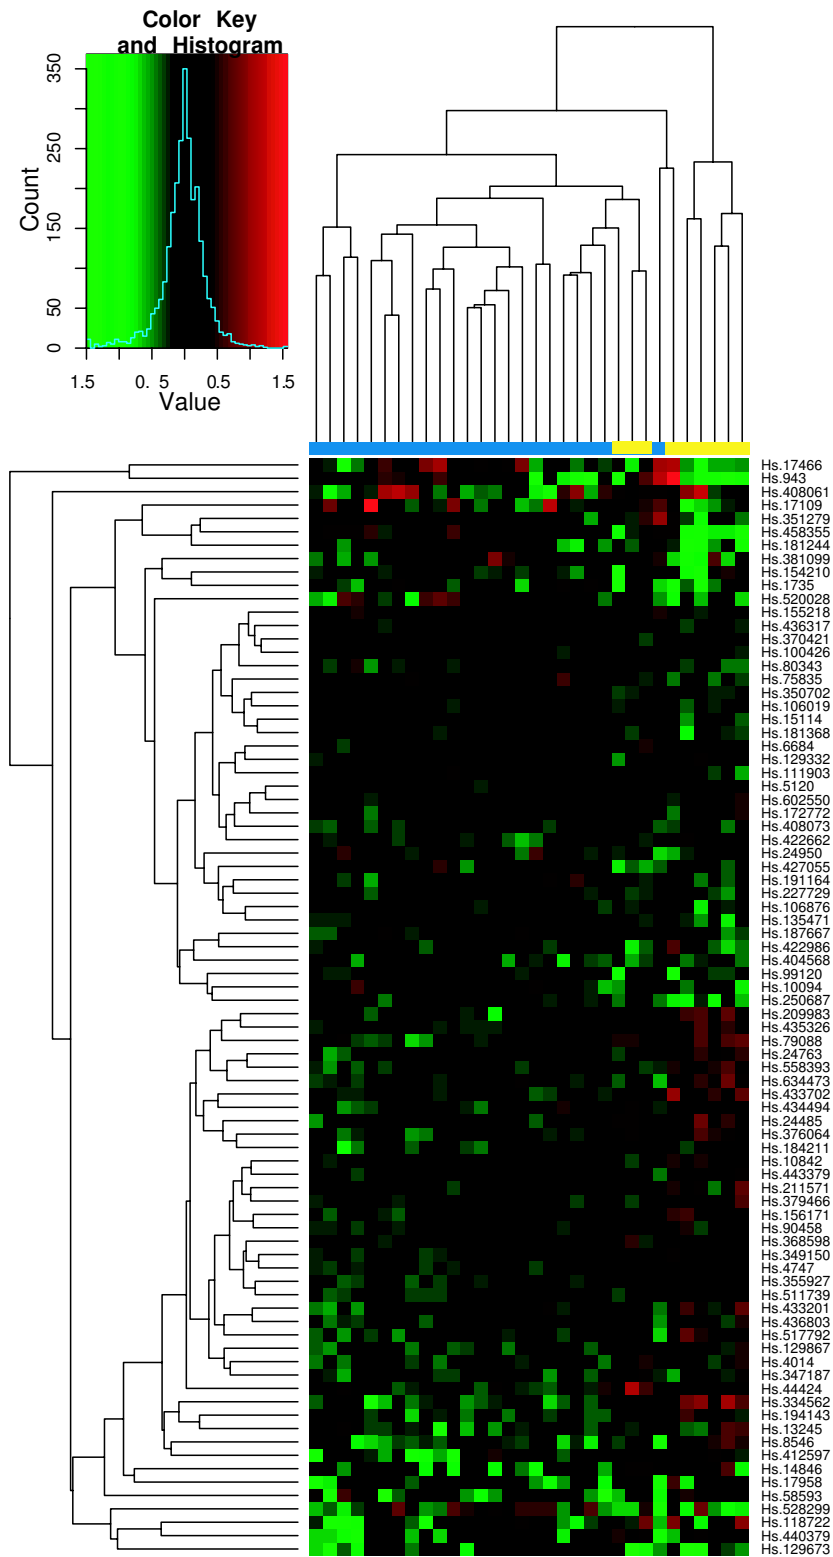 Color Key
and Histogram
350
250
150
50
0
Count
1.5 0. 5 0.5 1.5
Value
Hs.17466
Hs.943
Hs.408061
Hs.17109
Hs.351279
Hs.458355
Hs.181244
Hs.381099
Hs.154210
Hs.1735
Hs.520028
Hs.155218
Hs.436317
Hs.370421
Hs.100426
Hs.80343
Hs.75835
Hs.350702
Hs.106019
Hs.15114
Hs.181368
Hs.6684
Hs.129332
Hs.111903
Hs.5120
Hs.602550
Hs.172772
Hs.408073
Hs.422662
Hs.24950
Hs.427055
Hs.191164
Hs.227729
Hs.106876
Hs.135471
Hs.187667
Hs.422986
Hs.404568
Hs.99120
Hs.10094
Hs.250687
Hs.209983
Hs.435326
Hs.79088
Hs.24763
Hs.558393
Hs.634473
Hs.433702
Hs.434494
Hs.24485
Hs.376064
Hs.184211
Hs.10842
Hs.443379
Hs.211571
Hs.379466
Hs.156171
Hs.90458
Hs.368598
Hs.349150
Hs.4747
Hs.355927
Hs.511739
Hs.433201
Hs.436803
Hs.517792
Hs.129867
Hs.4014
Hs.347187
Hs.44424
Hs.334562
Hs.194143
Hs.13245
Hs.8546
Hs.412597
Hs.14846
Hs.17958
Hs.58593
Hs.528299
Hs.118722
Hs.440379
Hs.129673